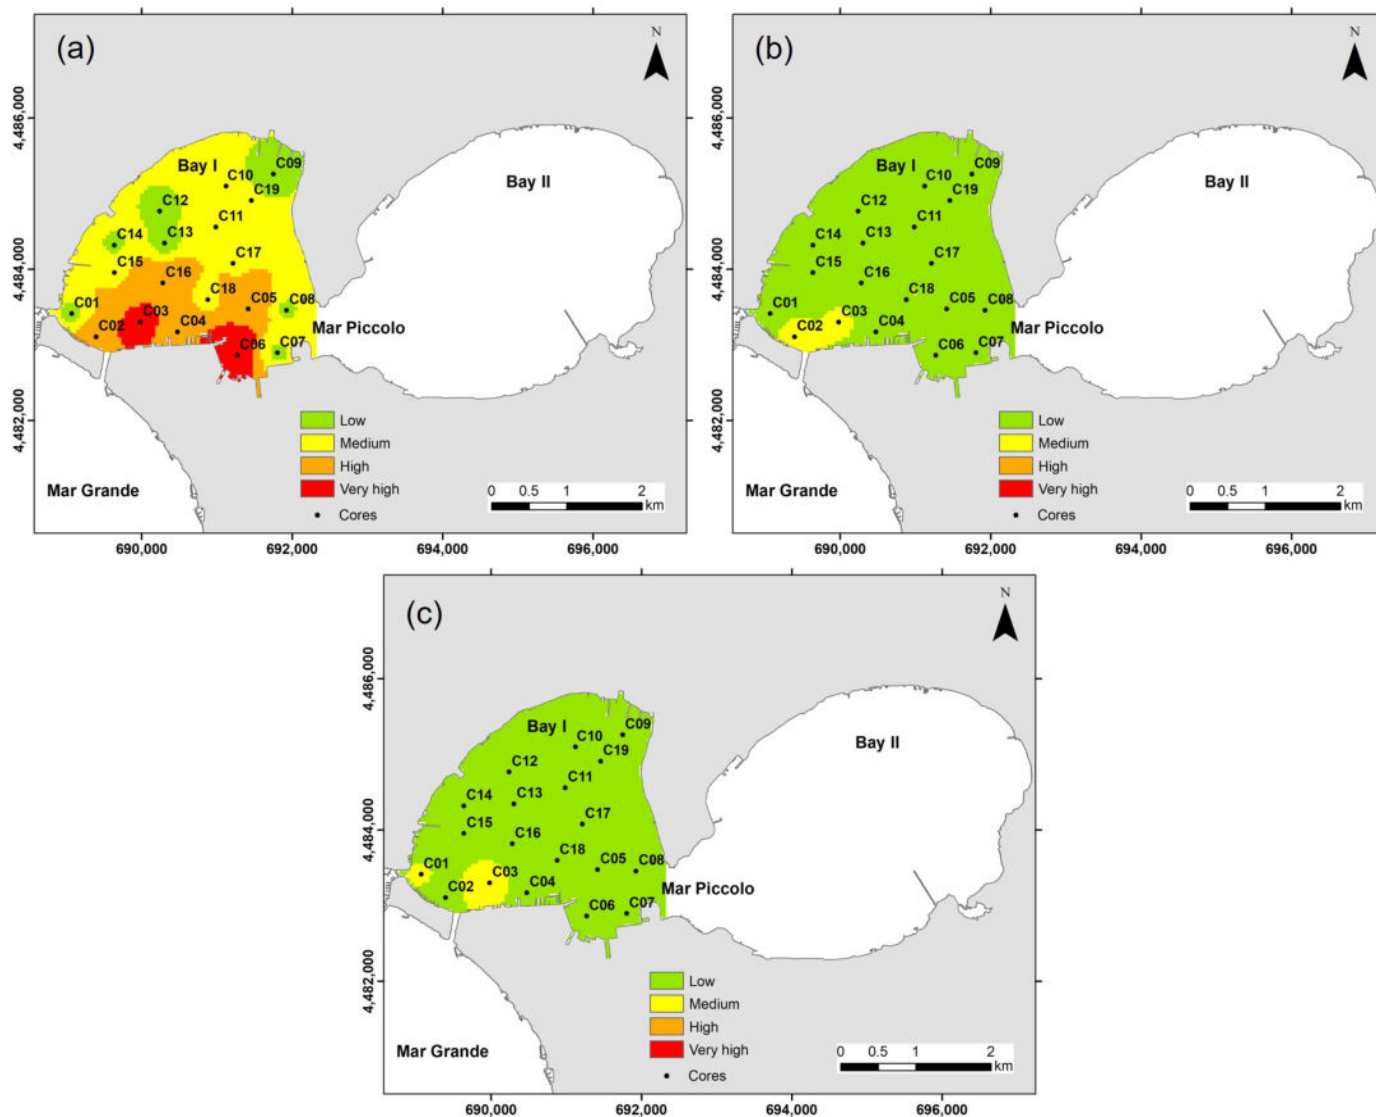 (a)
N
4,486,000
4,484,000
4,482,000
Bay I
C09
C10
C19
C12
C11
C13
C14
C17
C15
C16
C18
C05
C08
C01
C03
C02
C04
C06
C07
Bay II
Mar Piccolo
Mar Grande
Low
Medium
High
Very high
Cores
0 0.5 1 2
km
690,000 692,000 694,000 696,000
(b)
N
4,486,000
4,484,000
4,482,000
Bay I
C09
C10
C19
C12
C11
C13
C14
C17
C15
C16
C18
C05
C08
C01
C03
C02
C04
C06
C07
Bay II
Mar Piccolo
Mar Grande
Low
Medium
High
Very high
Cores
0 0.5 1 2
km
690,000 692,000 694,000 696,000
(c)
N
4,486,000
4,484,000
4,482,000
Bay I
C09
C10
C19
C12
C11
C13
C14
C17
C15
C16
C18
C05
C08
C01
C03
C02
C04
C06
C07
Bay II
Mar Piccolo
Mar Grande
Low
Medium
High
Very high
Cores
0 0.5 1 2
km
690,000 692,000 694,000 696,000